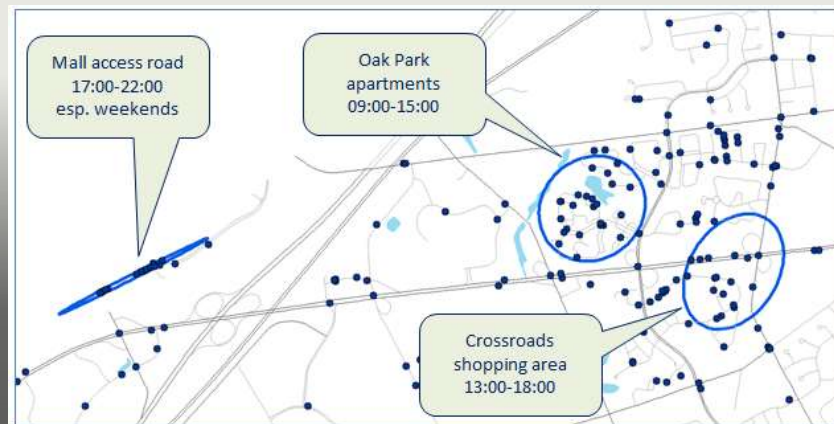 Mall access road
17:00-22:00
esp. weekends
Oak Park
apartments
09:00-15:00
Crossroads
shopping area
13:00-18:00